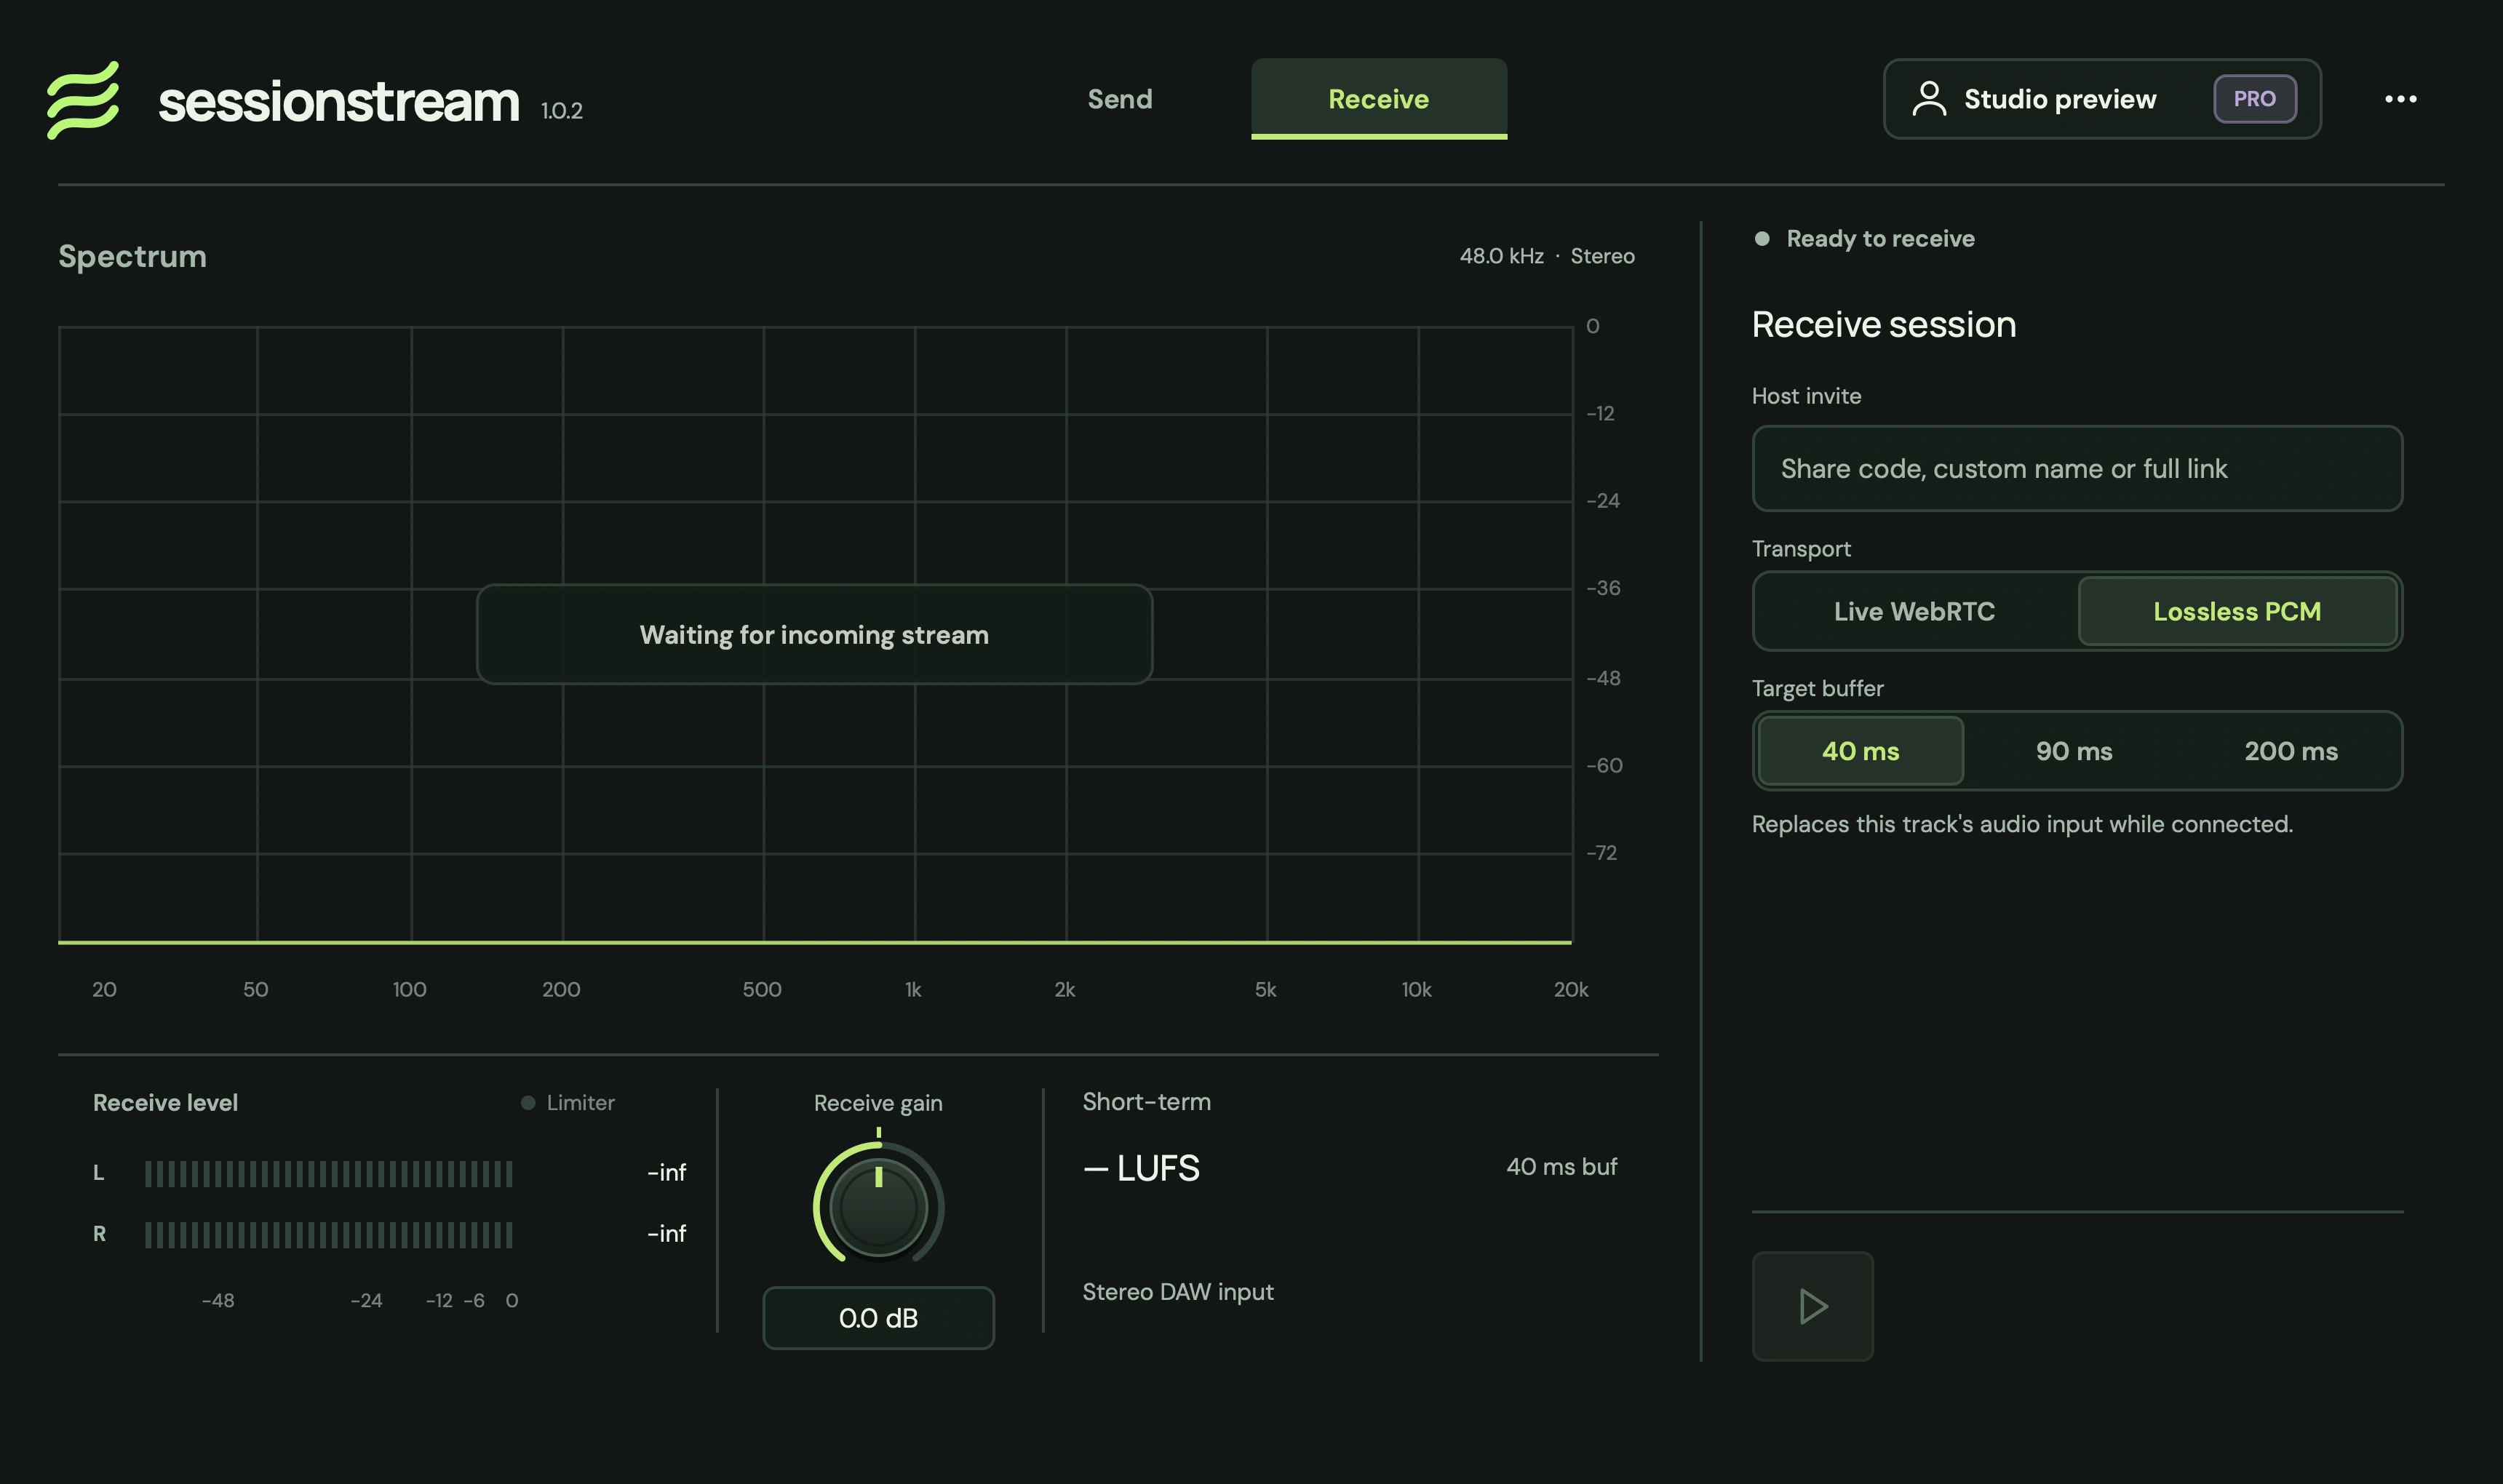 sessionstream 1.0.2
Send
Receive
Studio preview
PRO
Spectrum
48.0 kHz · Stereo
0
-12
-24
-36
-48
-60
-72
Waiting for incoming stream
20 50 100 200 500 1k 2k 5k 10k 20k
Receive level
Limiter
L -inf
R -inf
-48 -24 -12 -6 0
Receive gain
0.0 dB
Short-term
— LUFS
40 ms buf
Stereo DAW input
Ready to receive
Receive session
Host invite
Share code, custom name or full link
Transport
Live WebRTC Lossless PCM
Target buffer
40 ms 90 ms 200 ms
Replaces this track's audio input while connected.